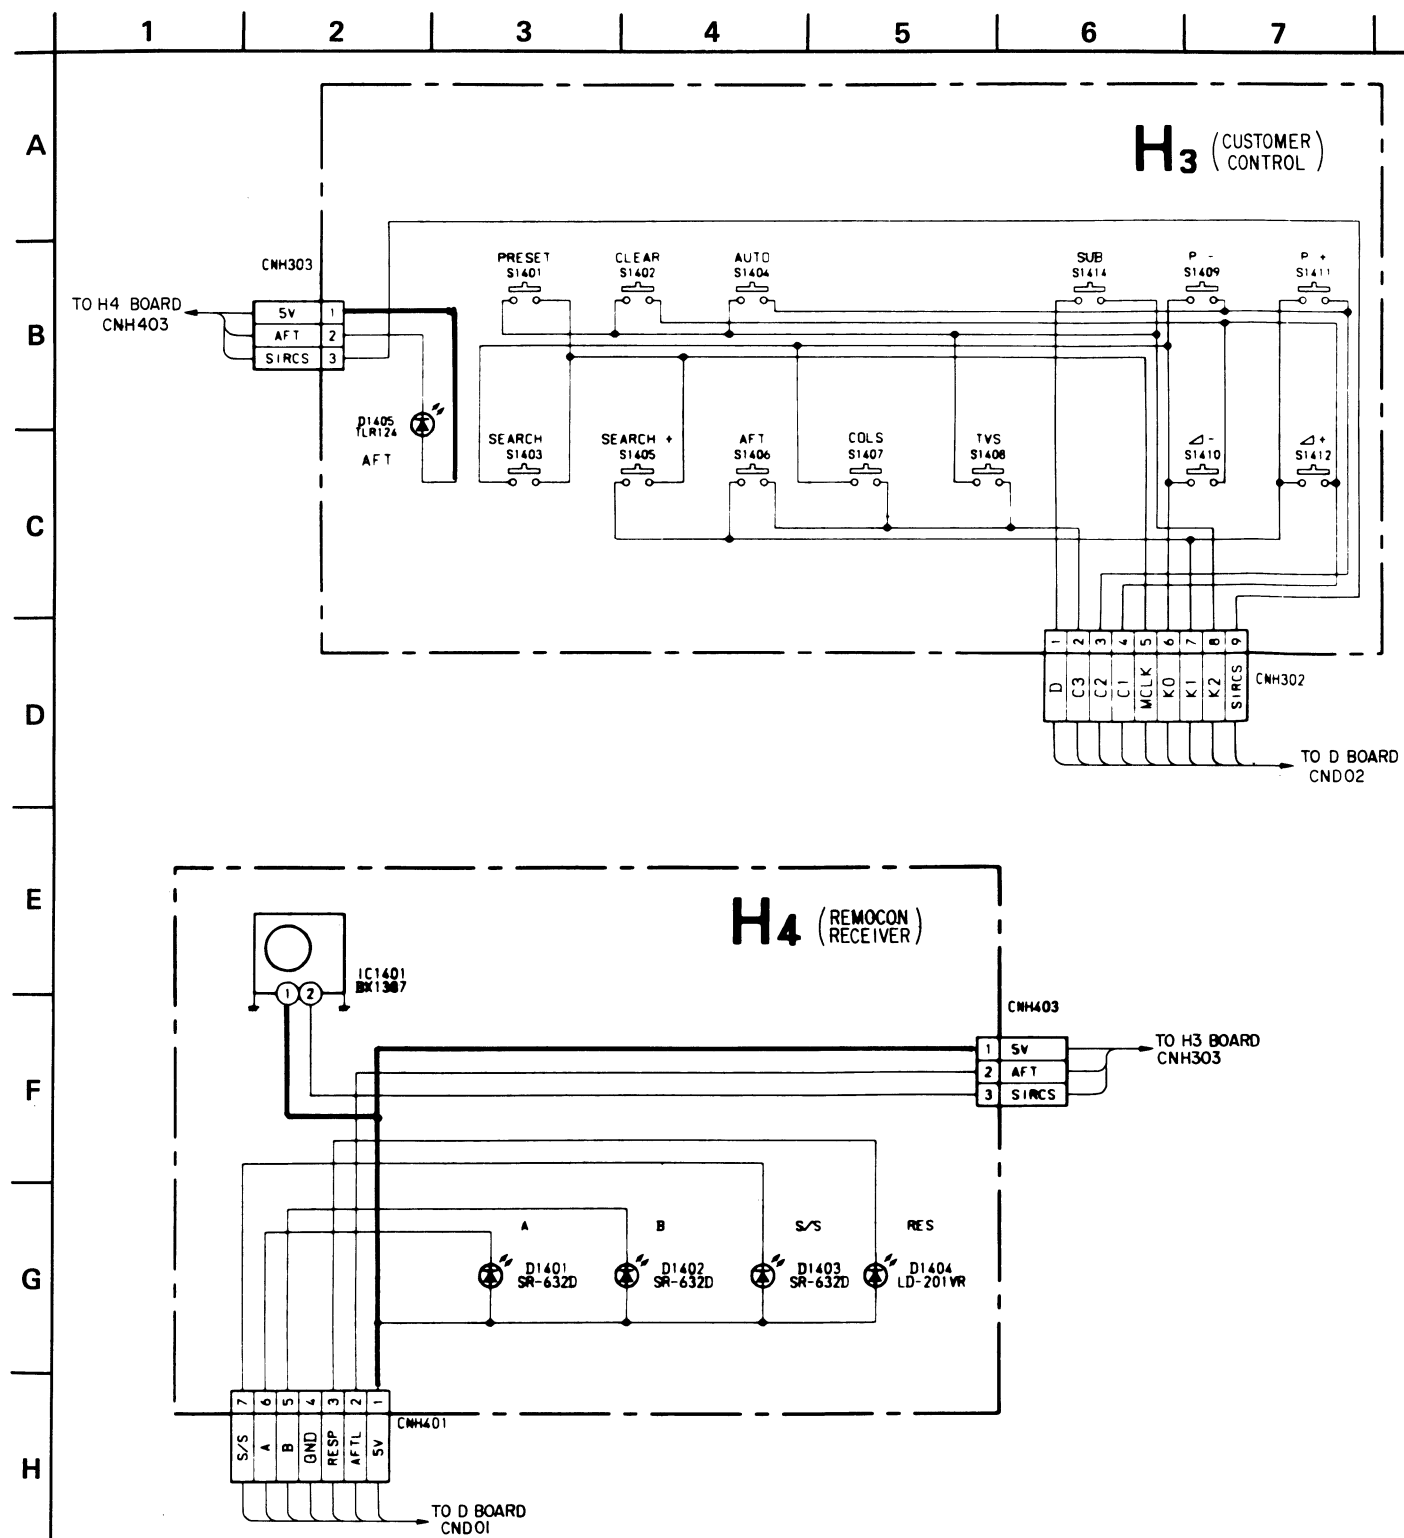 1 2 3 4 5 6 7
A
H3 (CUSTOMER CONTROL)
PRESET
S1401
CLEAR
S1402
AUTO
S1404
SUB
S1414
P -
S1409
P +
S1411
CNH303
TO H4 BOARD
CNH403
5V 1
AFT 2
SIRCS 3
B
D1405
TLR124
AFT
SEARCH
S1403
SEARCH +
S1405
AFT
S1406
COLS
S1407
TVS
S1408
⊿ -
S1410
⊿ +
S1412
C
1 2 3 4 5 6 7 8 9
D C3 C2 C1 MCLK K0 K1 K2 SIRCS
CNH302
D
TO D BOARD
CND02
E
H4 (REMOCON RECEIVER)
IC1401
BX1387
1 2
CNH403
1 5V
2 AFT
3 SIRCS
TO H3 BOARD
CNH303
F
A
B
S/S
RES
D1401
SR-632D
D1402
SR-632D
D1403
SR-632D
D1404
LD-201VR
G
7 6 5 4 3 2 1
S/S A B GND RESP AFTL 5V
CNH401
H
TO D BOARD
CND01